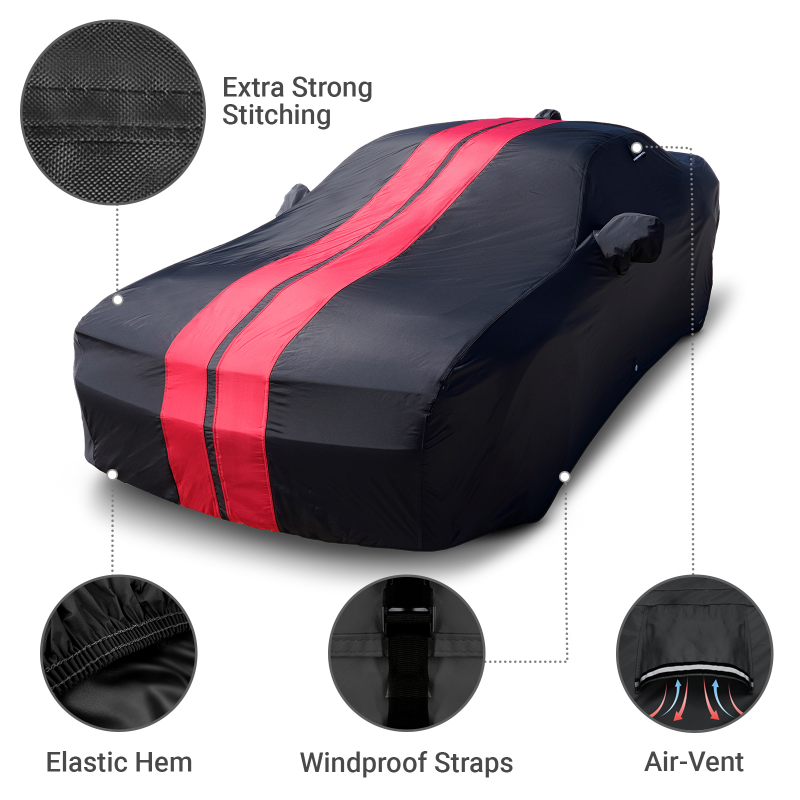 Extra Strong
Stitching
Elastic Hem
Windproof Straps
Air-Vent